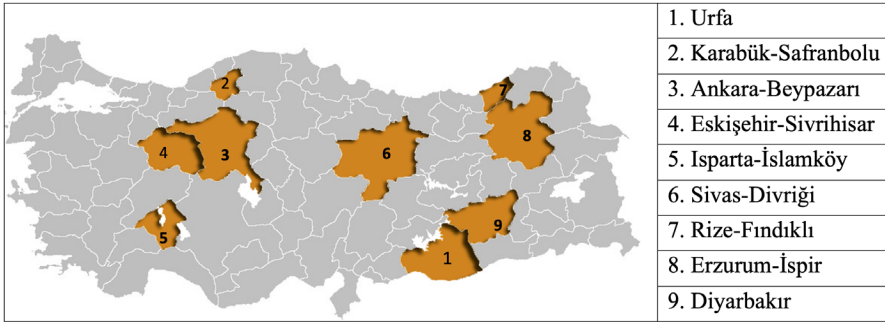 2
7
8
4
3
6
5
9
1
1. Urfa
2. Karabük-Safranbolu
3. Ankara-Beypazarı
4. Eskişehir-Sivrihisar
5. Isparta-İslamköy
6. Sivas-Divriği
7. Rize-Fındıklı
8. Erzurum-İspir
9. Diyarbakır